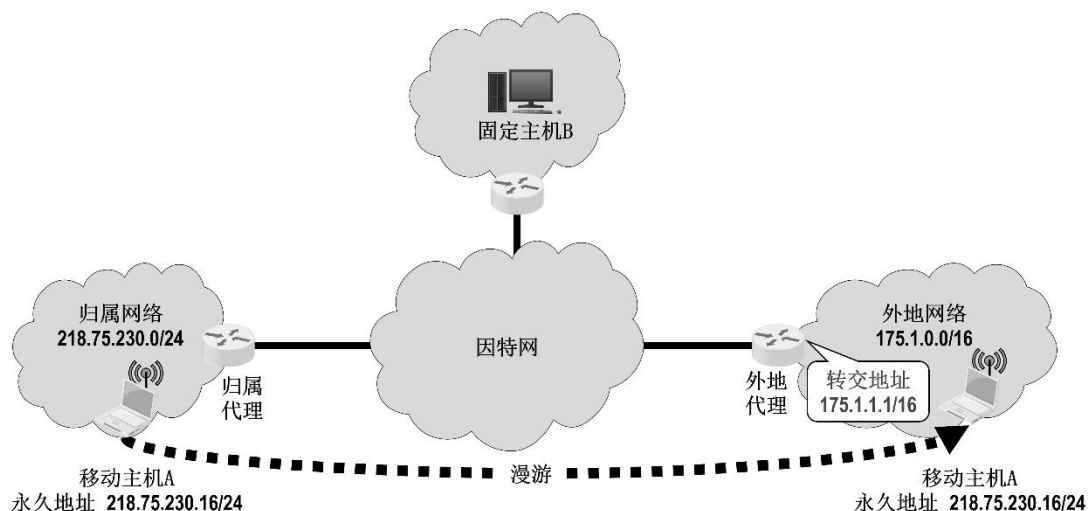 固定主机B
归属网络
218.75.230.0/24
因特网
外地网络
175.1.0.0/16
归属
代理
外地
代理
转交地址
175.1.1.1/16
漫游
移动主机A
永久地址 218.75.230.16/24
移动主机A
永久地址 218.75.230.16/24